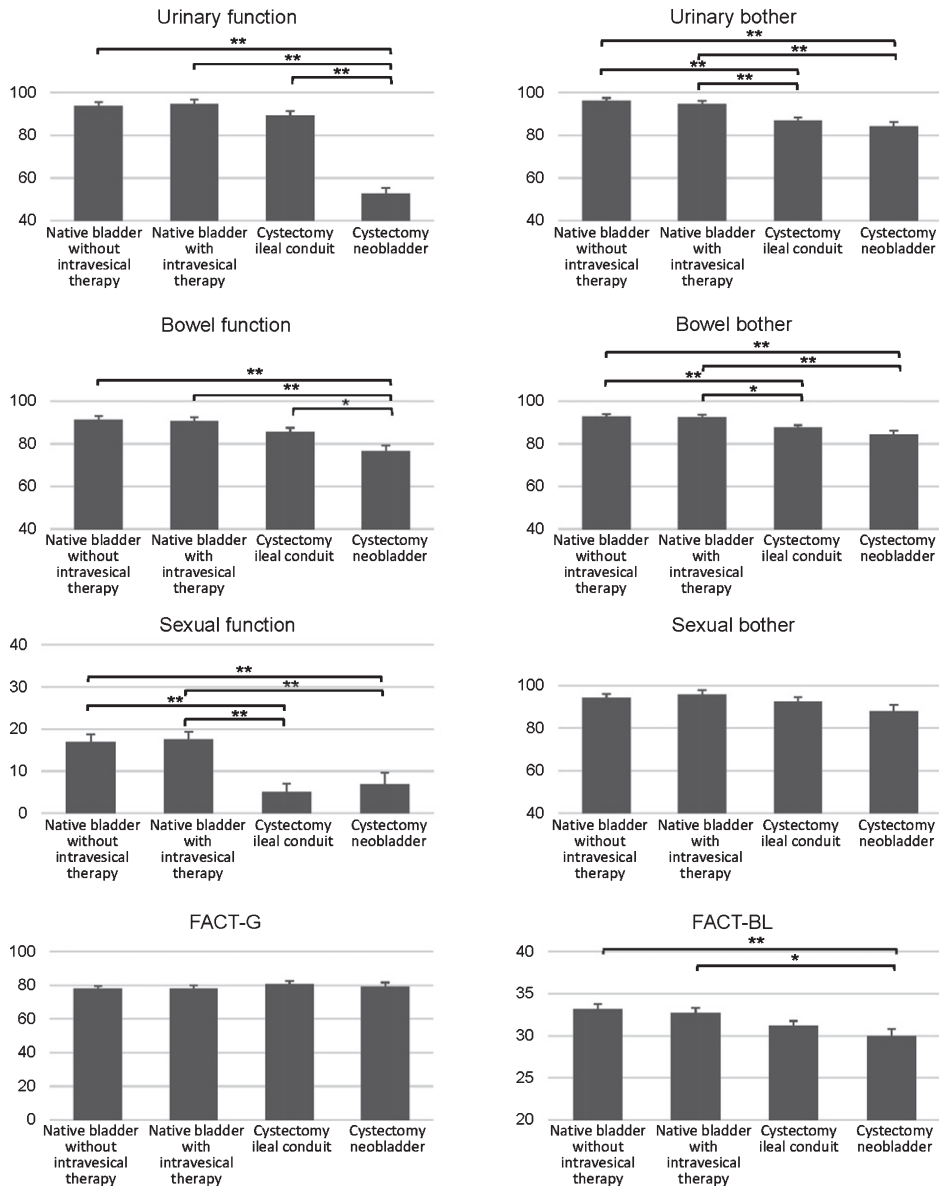 Urinary function
**
**
**
100
80
60
40
Native bladder without intravesical therapy
Native bladder with intravesical therapy
Cystectomy ileal conduit
Cystectomy neobladder
Urinary bother
**
**
**
**
100
80
60
40
Native bladder without intravesical therapy
Native bladder with intravesical therapy
Cystectomy ileal conduit
Cystectomy neobladder
Bowel function
**
**
*
100
80
60
40
Native bladder without intravesical therapy
Native bladder with intravesical therapy
Cystectomy ileal conduit
Cystectomy neobladder
Bowel bother
**
**
**
*
100
80
60
40
Native bladder without intravesical therapy
Native bladder with intravesical therapy
Cystectomy ileal conduit
Cystectomy neobladder
Sexual function
40
**
30
**
**
**
20
10
0
Native bladder without intravesical therapy
Native bladder with intravesical therapy
Cystectomy ileal conduit
Cystectomy neobladder
Sexual bother
100
80
60
40
Native bladder without intravesical therapy
Native bladder with intravesical therapy
Cystectomy ileal conduit
Cystectomy neobladder
FACT-G
100
80
60
40
20
0
Native bladder without intravesical therapy
Native bladder with intravesical therapy
Cystectomy ileal conduit
Cystectomy neobladder
FACT-BL
40
**
*
35
30
25
20
Native bladder without intravesical therapy
Native bladder with intravesical therapy
Cystectomy ileal conduit
Cystectomy neobladder